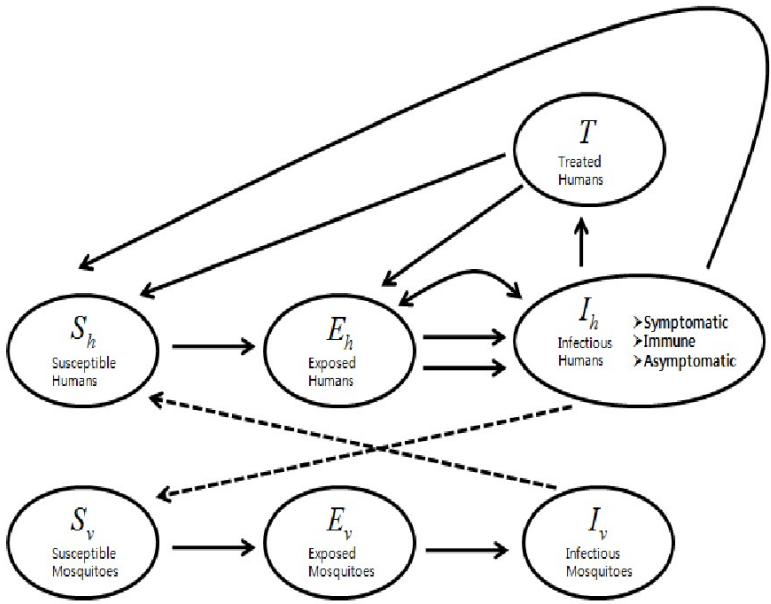 T
Treated
Humans
S_h
Susceptible
Humans
E_h
Exposed
Humans
I_h
Infectious
Humans
➢Symptomatic
➢Immune
➢Asymptomatic
S_v
Susceptible
Mosquitoes
E_v
Exposed
Mosquitoes
I_v
Infectious
Mosquitoes